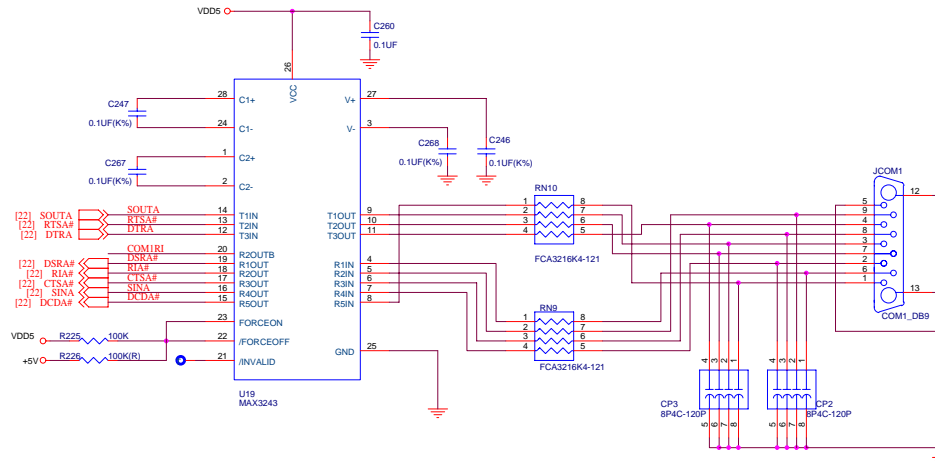 VDD5
C260
0.1UF
26
VCC
28 C1+ V+ 27
C247
0.1UF(K%)
24 C1- V- 3
C268 C246
0.1UF(K%) 0.1UF(K%)
1 C2+
C267
0.1UF(K%)
2 C2-
JCOM1
12
RN10
1 8
2 7
3 6
4 5
FCA3216K4-121
5
9
4
8
3
7
2
6
1
13
COM1_DB9
[22] SOUTA SOUTA 14 T1IN T1OUT 9
[22] RTSA# RTSA# 13 T2IN T2OUT 10
[22] DTRA DTRA 12 T3IN T3OUT 11
COM1RI 20 R2OUTB
[22] DSRA# DSRA# 19 R1OUT R1IN 4
[22] RIA# RIA# 18 R2OUT R2IN 5
[22] CTSA# CTSA# 17 R3OUT R3IN 6
[22] SINA SINA 16 R4OUT R4IN 7
[22] DCDA# DCDA# 15 R5OUT R5IN 8
RN9
1 8
2 7
3 6
4 5
FCA3216K4-121
23 FORCEON
VDD5 R225 100K 22 /FORCEOFF
+5V R226 100K(R) 21 /INVALID
GND 25
U19
MAX3243
4 3 2 1
4 3 2 1
CP3
8P4C-120P
CP2
8P4C-120P
5 6 7 8
5 6 7 8